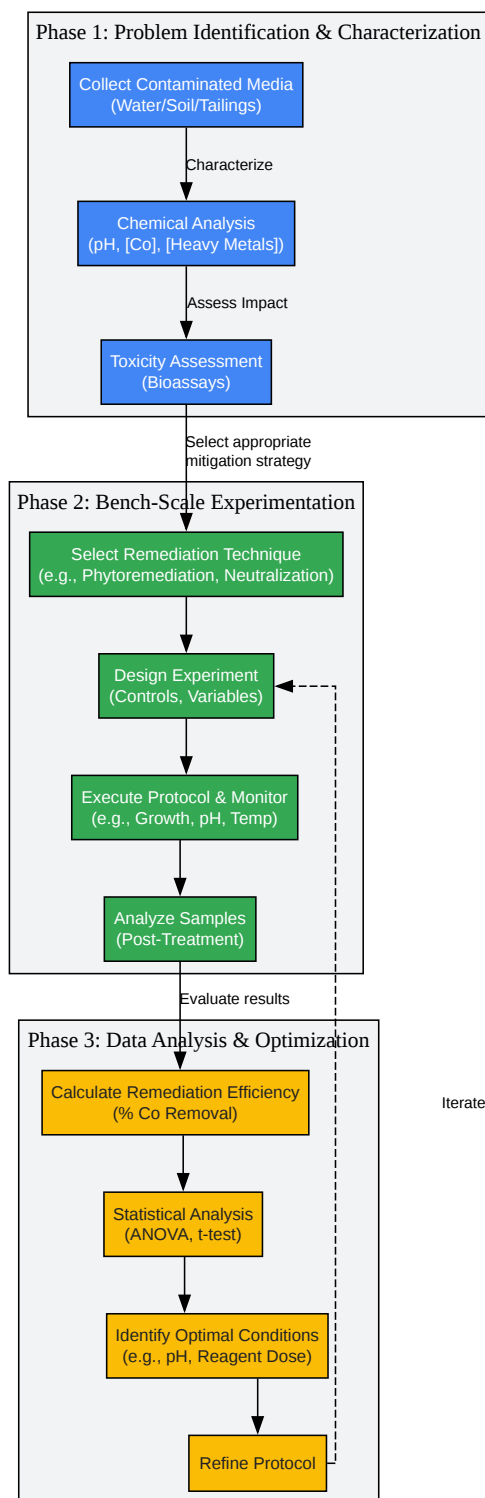 Phase 1: Problem Identification & Characterization
Collect Contaminated Media
(Water/Soil/Tailings)
Characterize
Chemical Analysis
(pH, [Co], [Heavy Metals])
Assess Impact
Toxicity Assessment
(Bioassays)
Select appropriate
mitigation strategy
Phase 2: Bench-Scale Experimentation
Select Remediation Technique
(e.g., Phytoremediation, Neutralization)
Design Experiment
(Controls, Variables)
Execute Protocol & Monitor
(e.g., Growth, pH, Temp)
Analyze Samples
(Post-Treatment)
Evaluate results
Phase 3: Data Analysis & Optimization
Calculate Remediation Efficiency
(% Co Removal)
Iterate
Statistical Analysis
(ANOVA, t-test)
Identify Optimal Conditions
(e.g., pH, Reagent Dose)
Refine Protocol